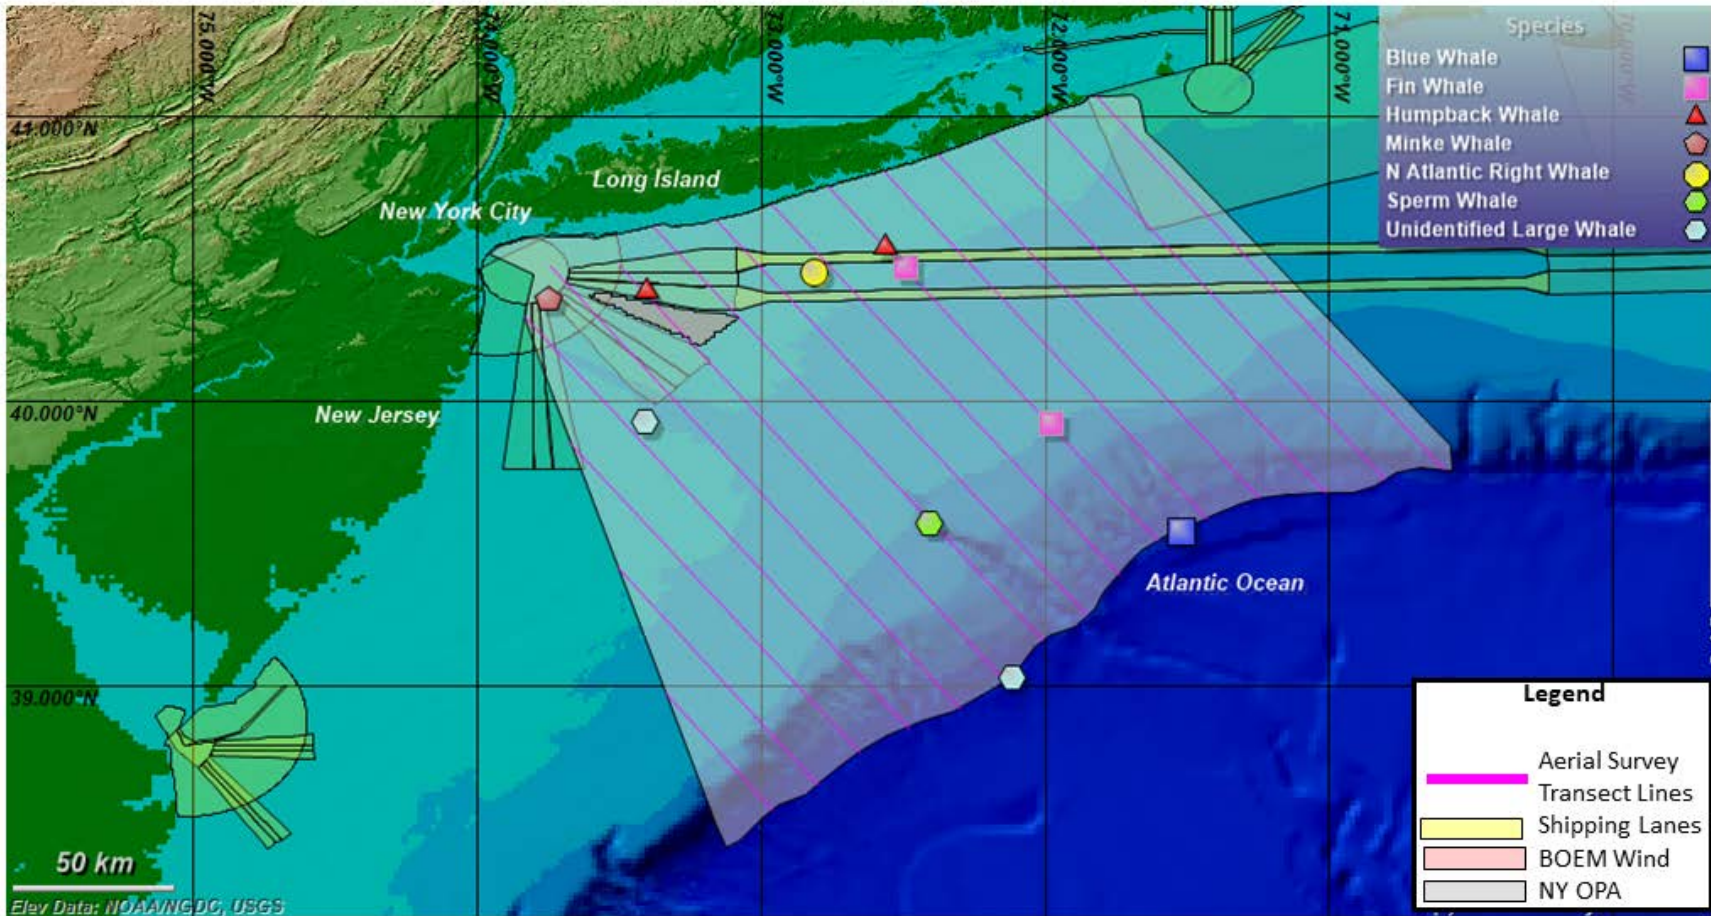 75.000°W
73.000°W
72.000°W
71.000°W
Species
Blue Whale
Fin Whale
Humpback Whale
Minke Whale
N Atlantic Right Whale
Sperm Whale
Unidentified Large Whale
41.000°N
Long Island
New York City
40.000°N
New Jersey
Atlantic Ocean
39.000°N
Legend
Aerial Survey
Transect Lines
Shipping Lanes
BOEM Wind
NY OPA
50 km
Elev Data: NOAA/NGDC, USGS